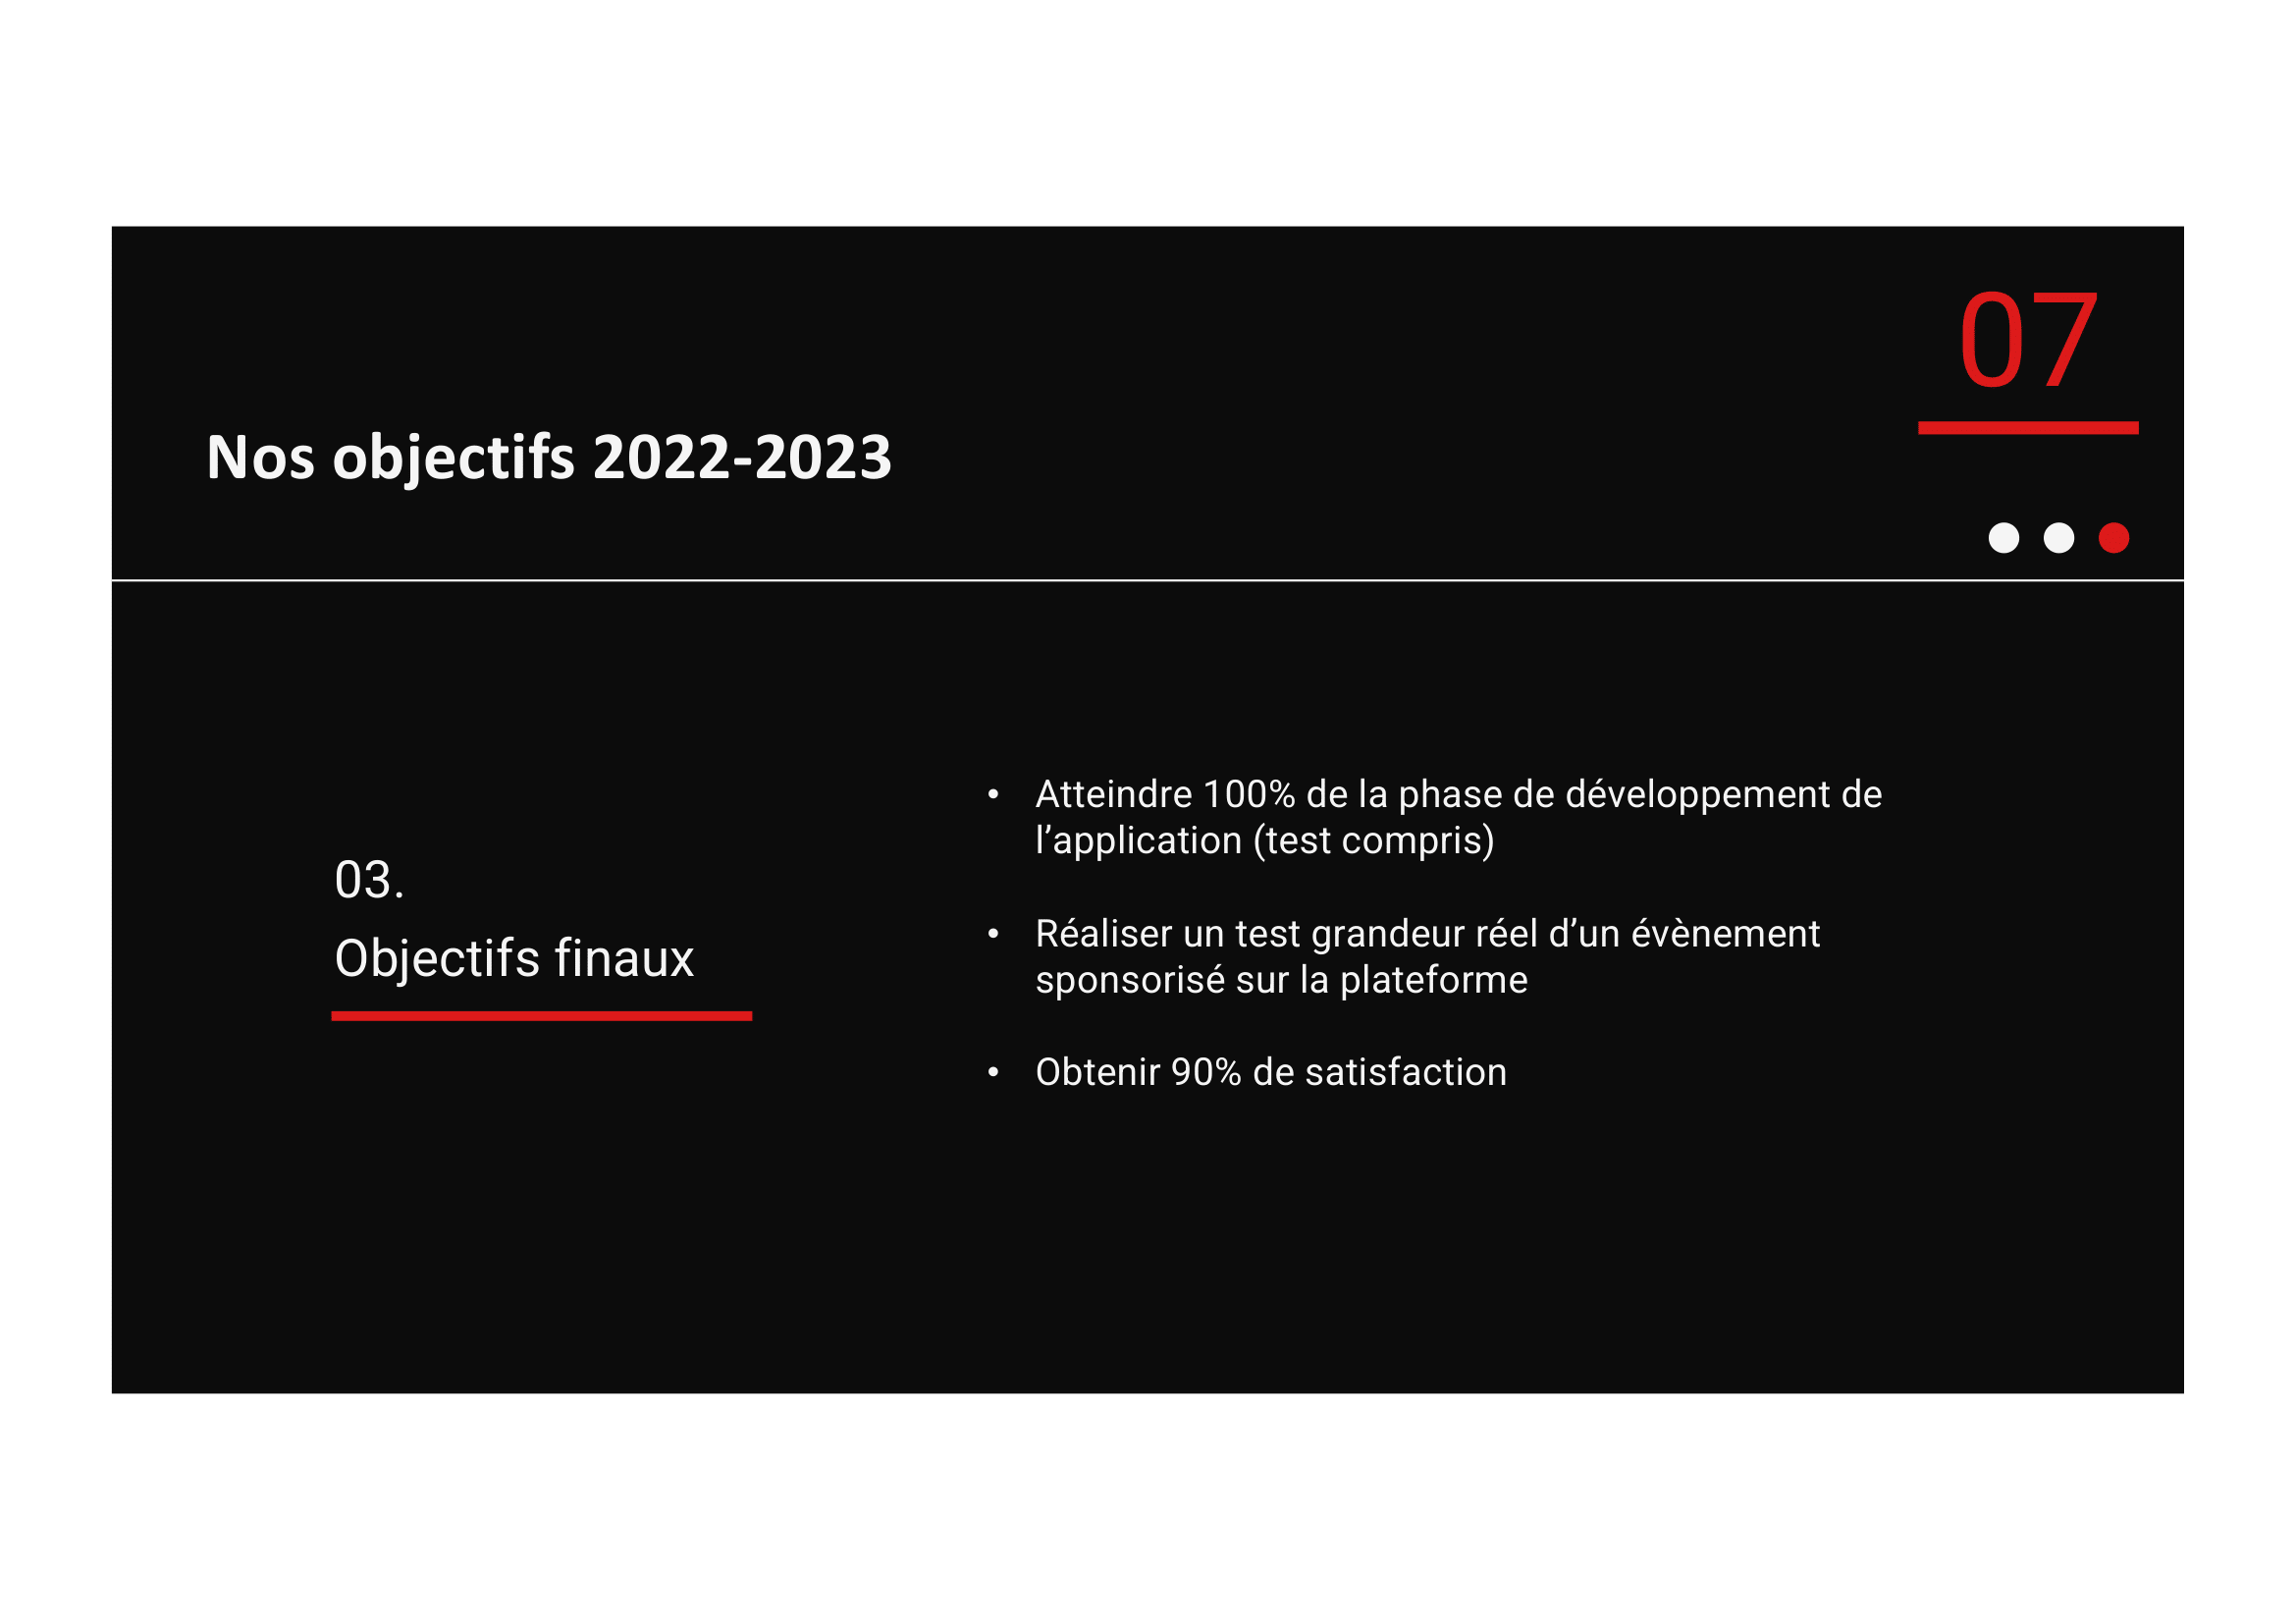 07
Nos objectifs 2022-2023
03.
Objectifs finaux
• Atteindre 100% de la phase de développement de
l’application (test compris)
• Réaliser un test grandeur réel d’un évènement
sponsorisé sur la plateforme
• Obtenir 90% de satisfaction